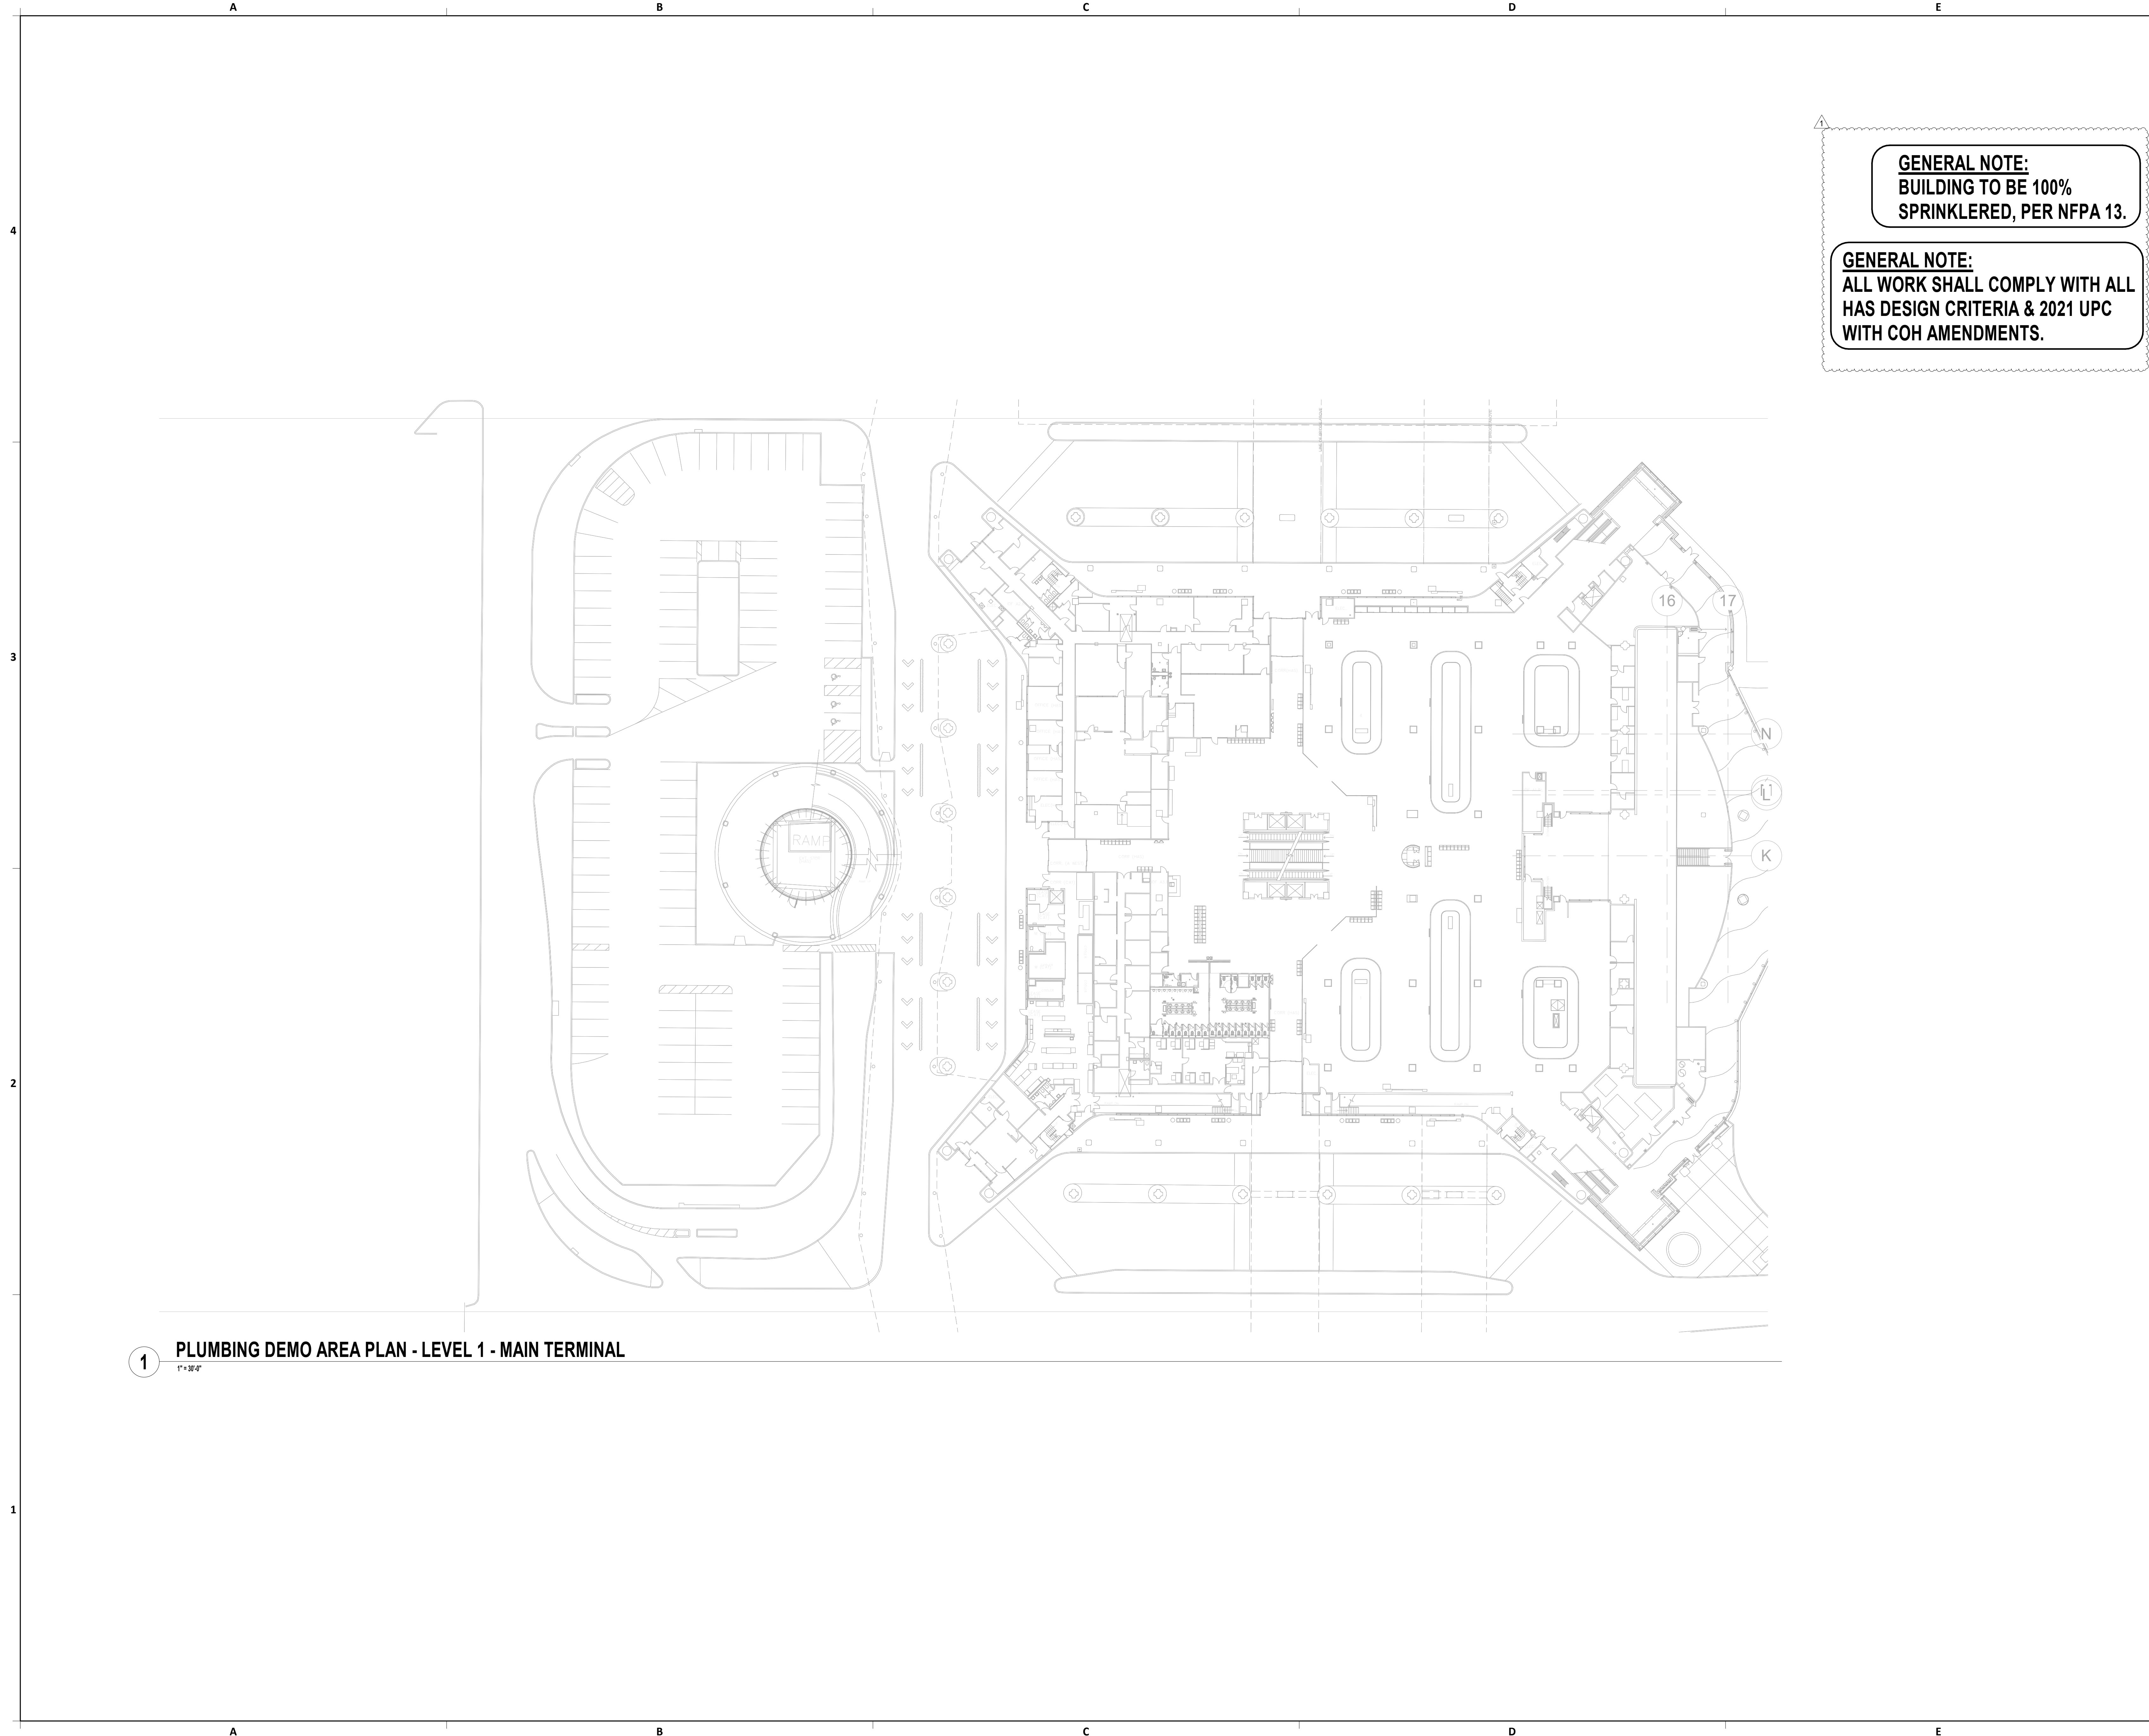 A B C D E
1
GENERAL NOTE:
BUILDING TO BE 100%
SPRINKLERED, PER NFPA 13.
4
GENERAL NOTE:
ALL WORK SHALL COMPLY WITH ALL
HAS DESIGN CRITERIA & 2021 UPC
WITH COH AMENDMENTS.
16 17
3
N
L
RAMP
K
2
1 PLUMBING DEMO AREA PLAN - LEVEL 1 - MAIN TERMINAL
1" = 30'-0"
1
A B C D E